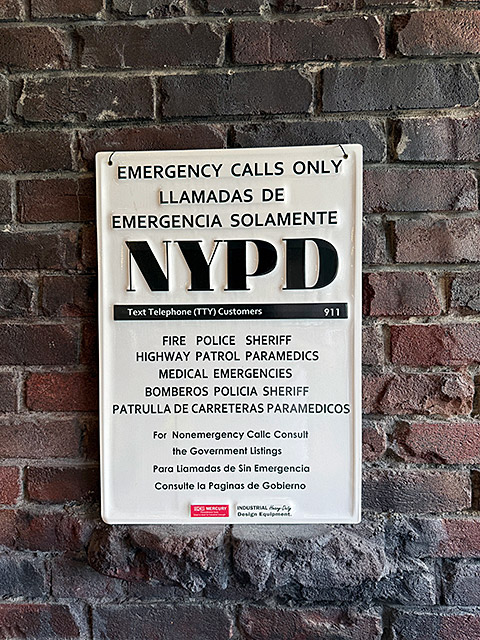 EMERGENCY CALLS ONLY
LLAMADAS DE
EMERGENCIA SOLAMENTE
NYPD
Text Telephone (TTY) Customers 911
FIRE POLICE SHERIFF
HIGHWAY PATROL PARAMEDICS
MEDICAL EMERGENCIES
BOMBEROS POLICIA SHERIFF
PATRULLA DE CARRETERAS PARAMEDICOS
For Nonemergency Callc Consult
the Government Listings
Para Llamadas de Sin Emergencia
Consulte la Paginas de Gobierno
MERCURY
INDUSTRIAL Heavy Duty
Design Equipment.